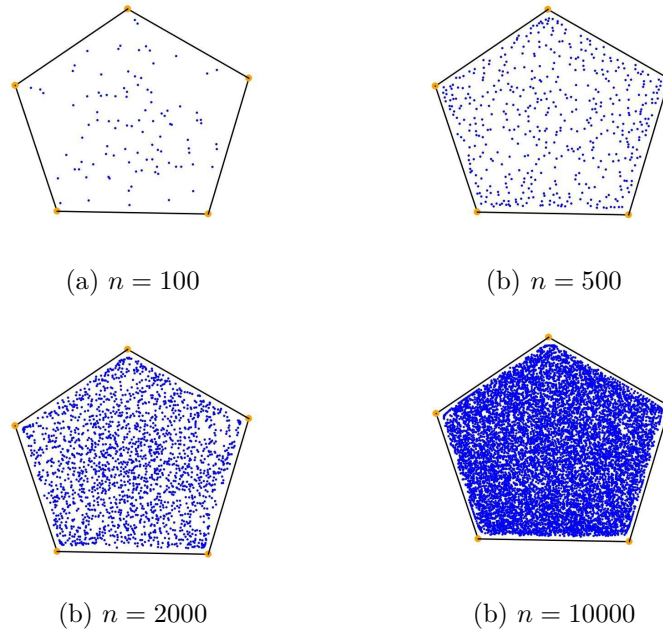 (a) n = 100
(b) n = 500
(b) n = 2000
(b) n = 10000